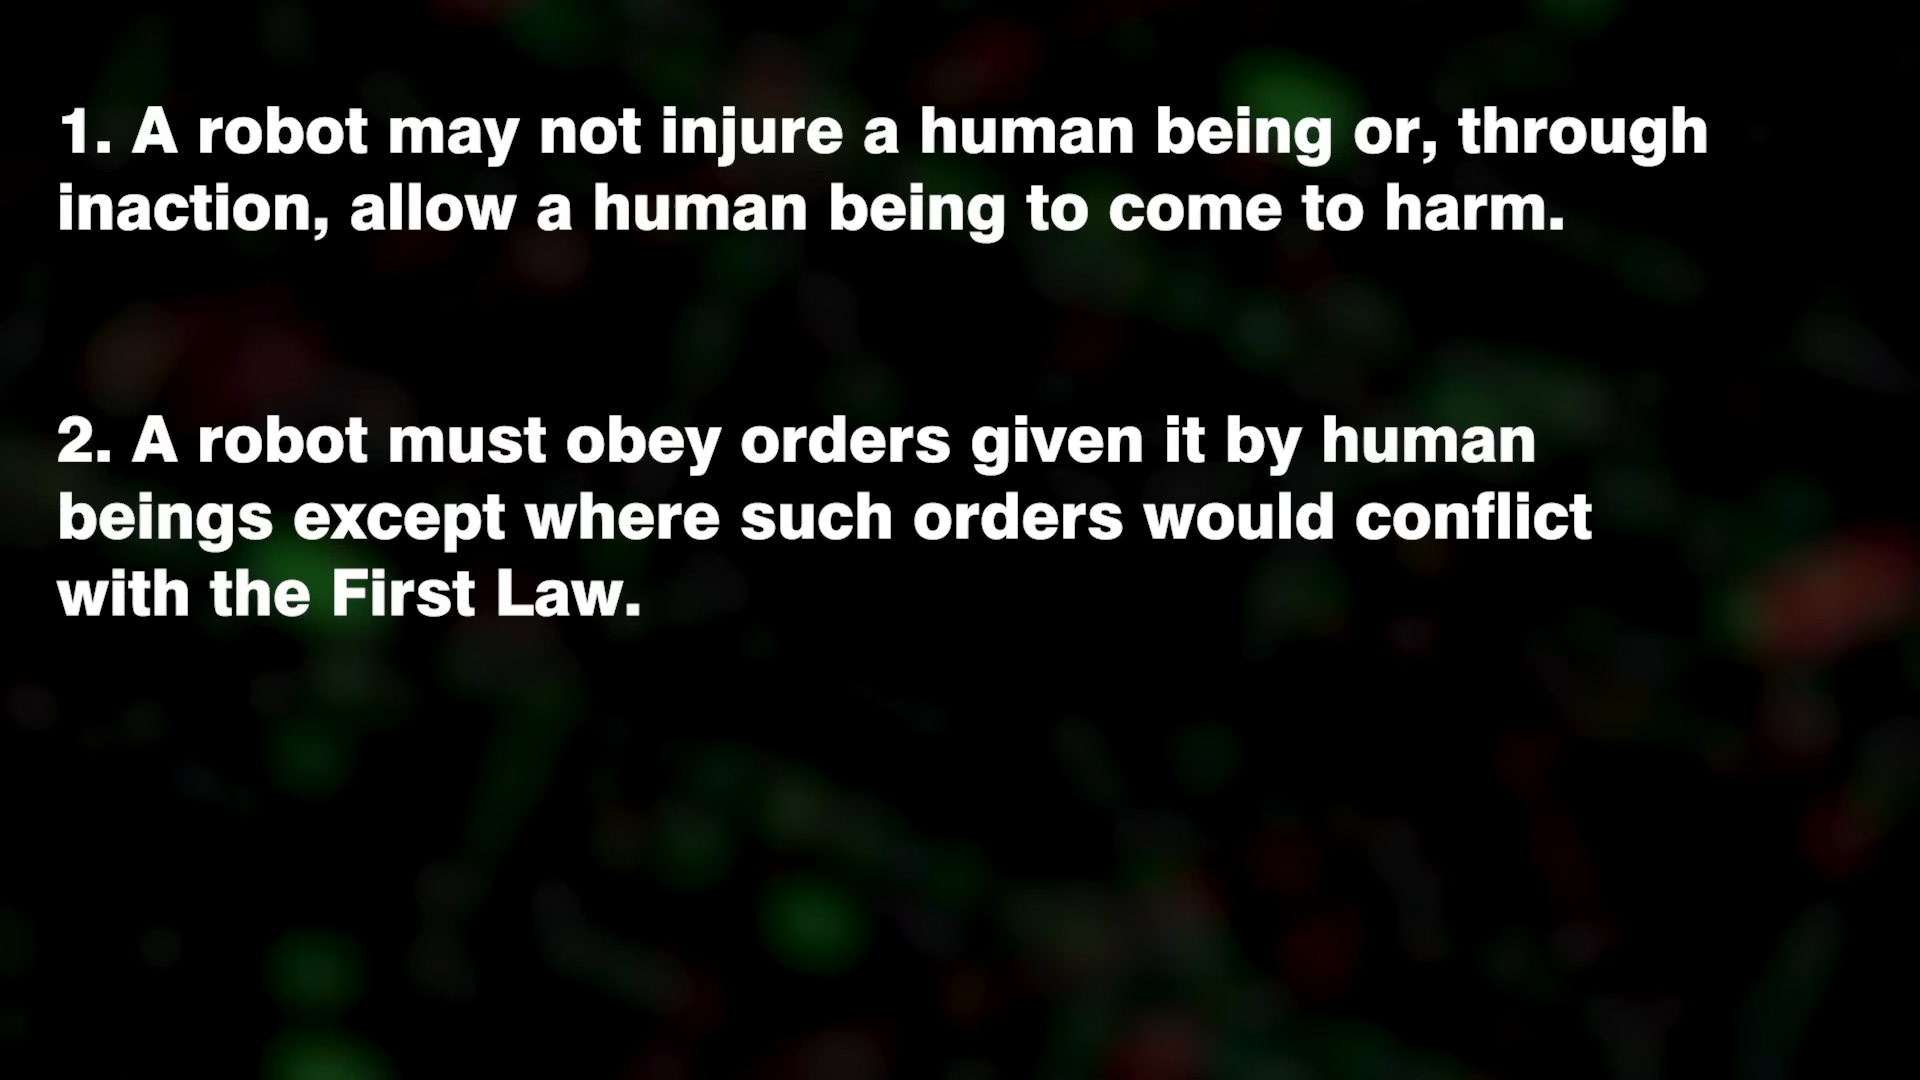 1. A robot may not injure a human being or, through
inaction, allow a human being to come to harm.
2. A robot must obey orders given it by human
beings except where such orders would conflict
with the First Law.